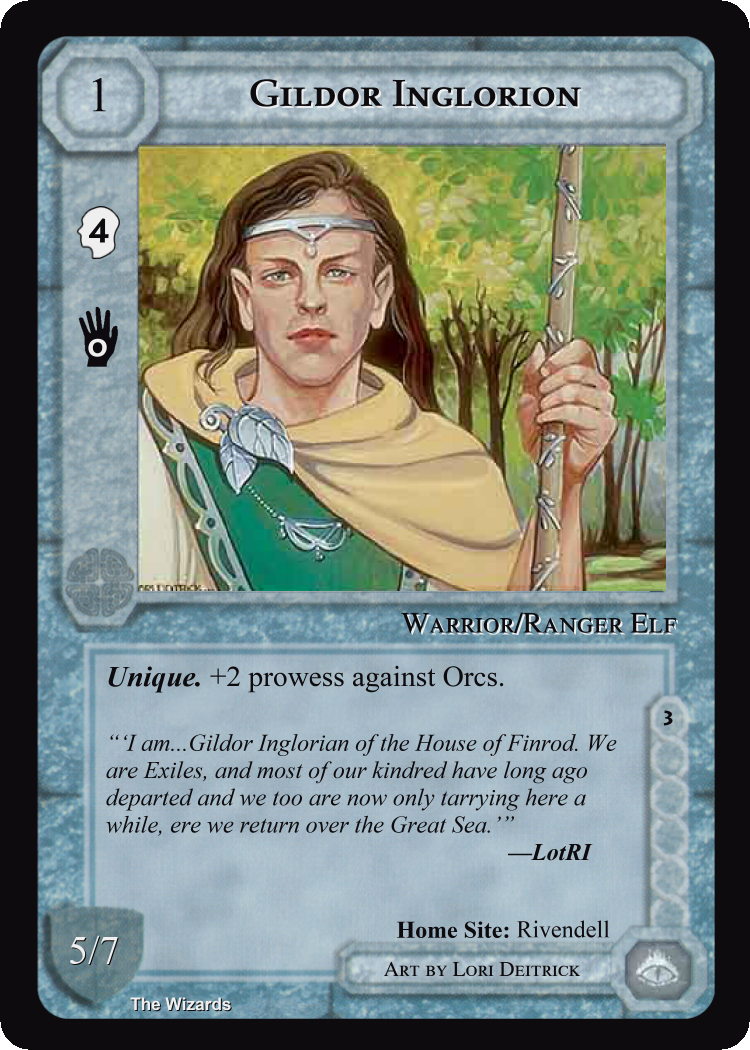 1
Gildor Inglorion
4
O
Warrior/Ranger Elf
Unique. +2 prowess against Orcs.
“‘I am...Gildor Inglorian of the House of Finrod. We
are Exiles, and most of our kindred have long ago
departed and we too are now only tarrying here a
while, ere we return over the Great Sea.’”
—LotRI
3
Home Site: Rivendell
5/7
Art by Lori Deitrick
The Wizards